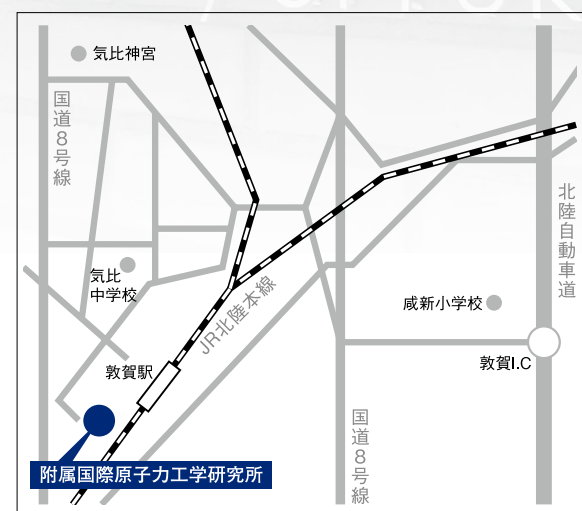 気比神宮
国道8号線
北陸自動車道
気比
中学校
JR北陸本線
咸新小学校
敦賀I.C
敦賀駅
国道8号線
附属国際原子力工学研究所